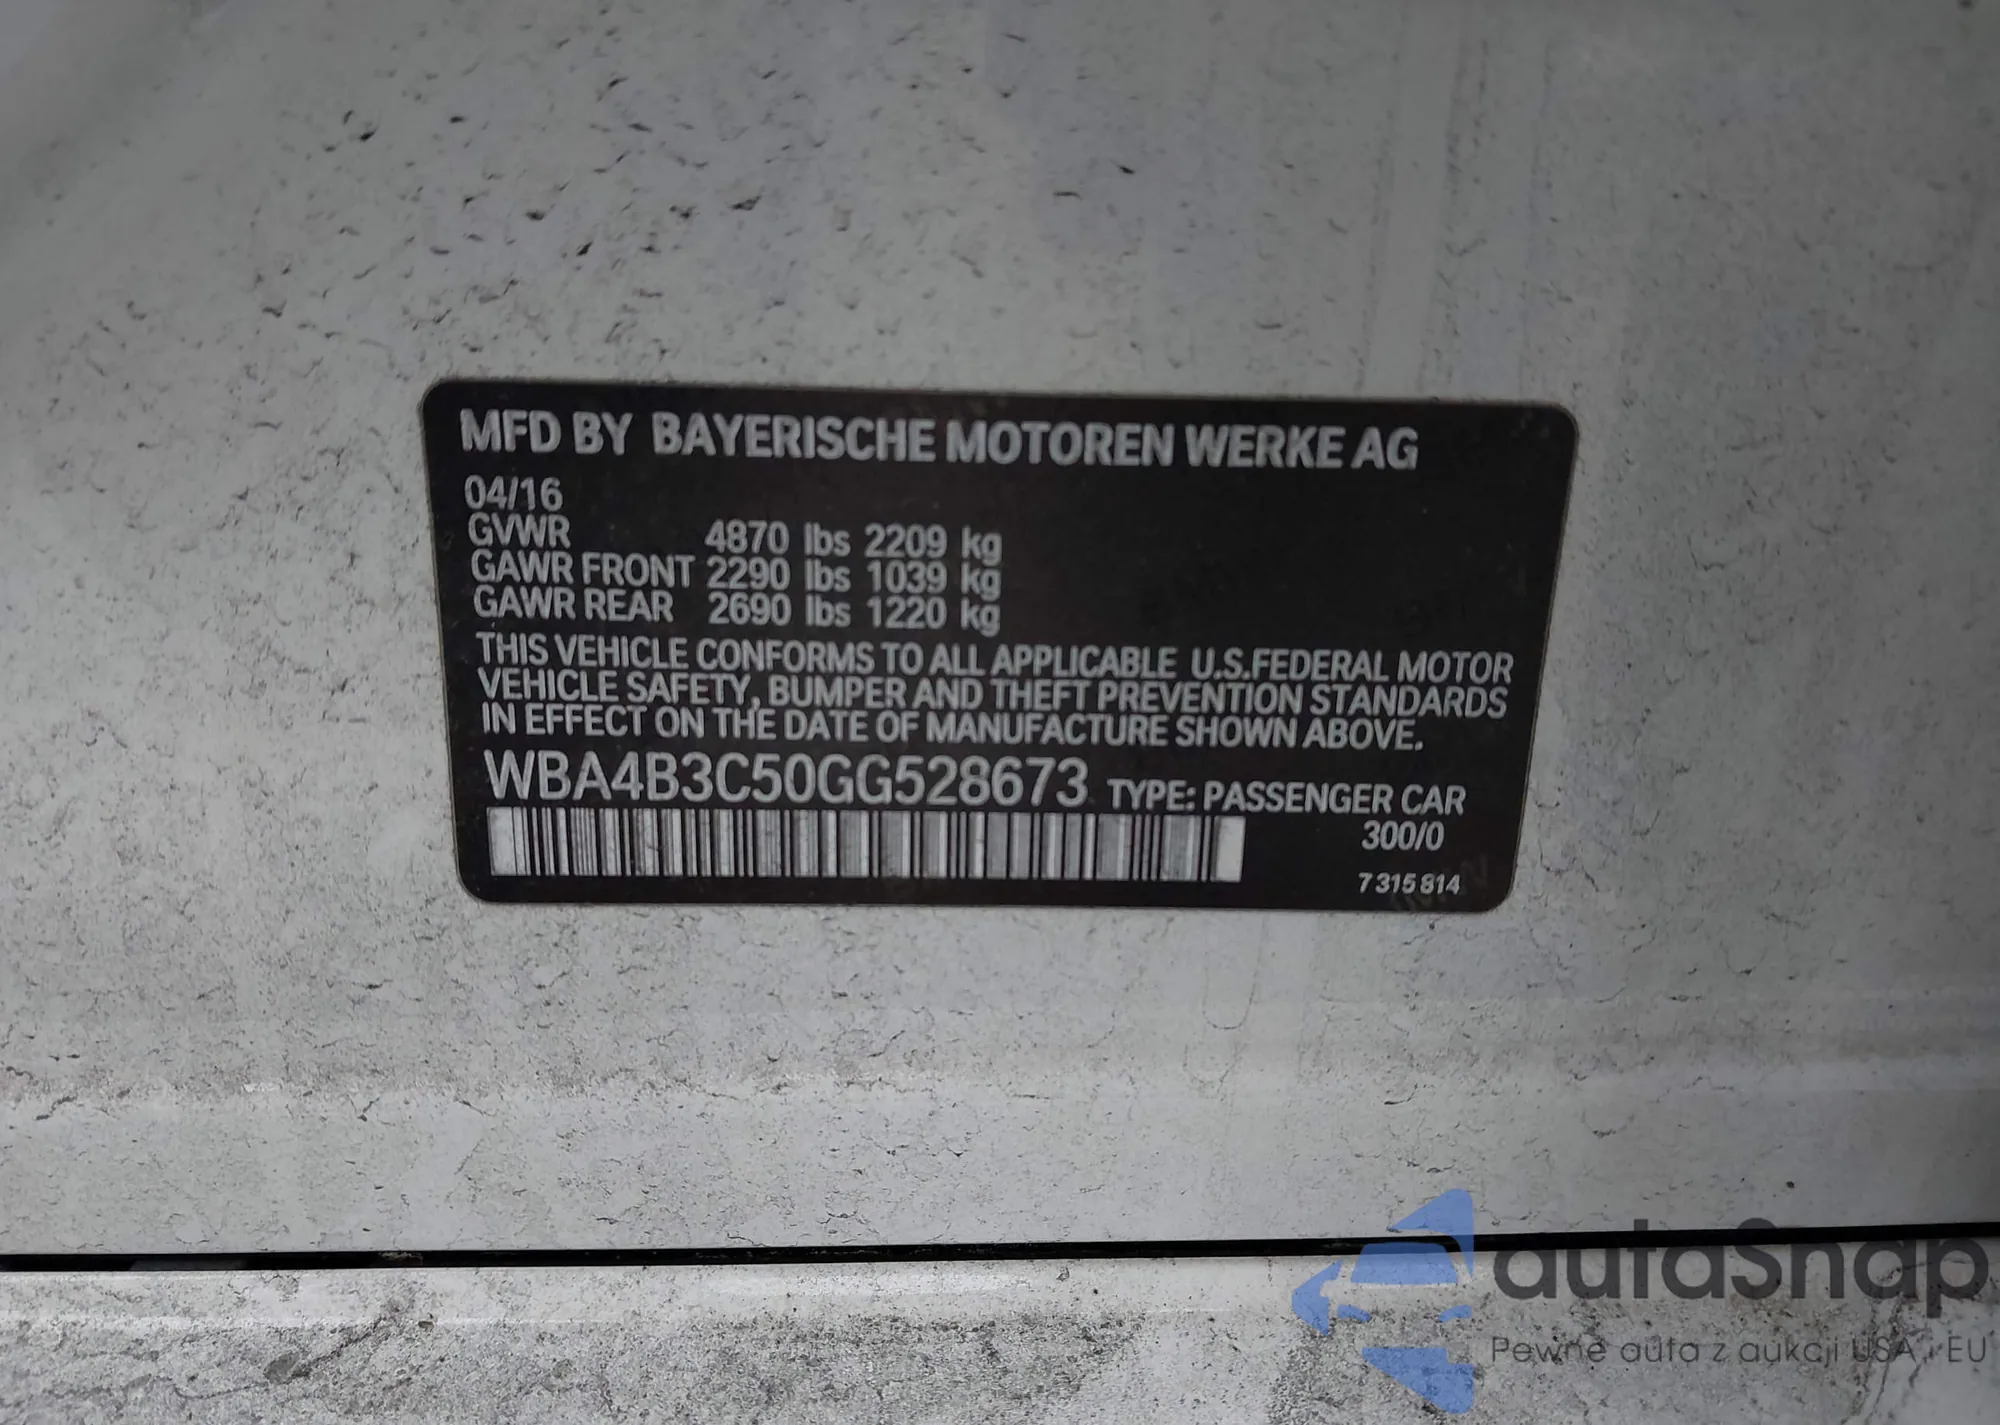 MFD BY BAYERISCHE MOTOREN WERKE AG
04/16
GVWR 4870 lbs 2209 kg
GAWR FRONT 2290 lbs 1039 kg
GAWR REAR 2690 lbs 1220 kg
THIS VEHICLE CONFORMS TO ALL APPLICABLE U.S.FEDERAL MOTOR
VEHICLE SAFETY, BUMPER AND THEFT PREVENTION STANDARDS
IN EFFECT ON THE DATE OF MANUFACTURE SHOWN ABOVE.
WBA4B3C50GG528673 TYPE: PASSENGER CAR
300/0
7 315 814
autaSnap
Pewne auta z aukcji USA i EU